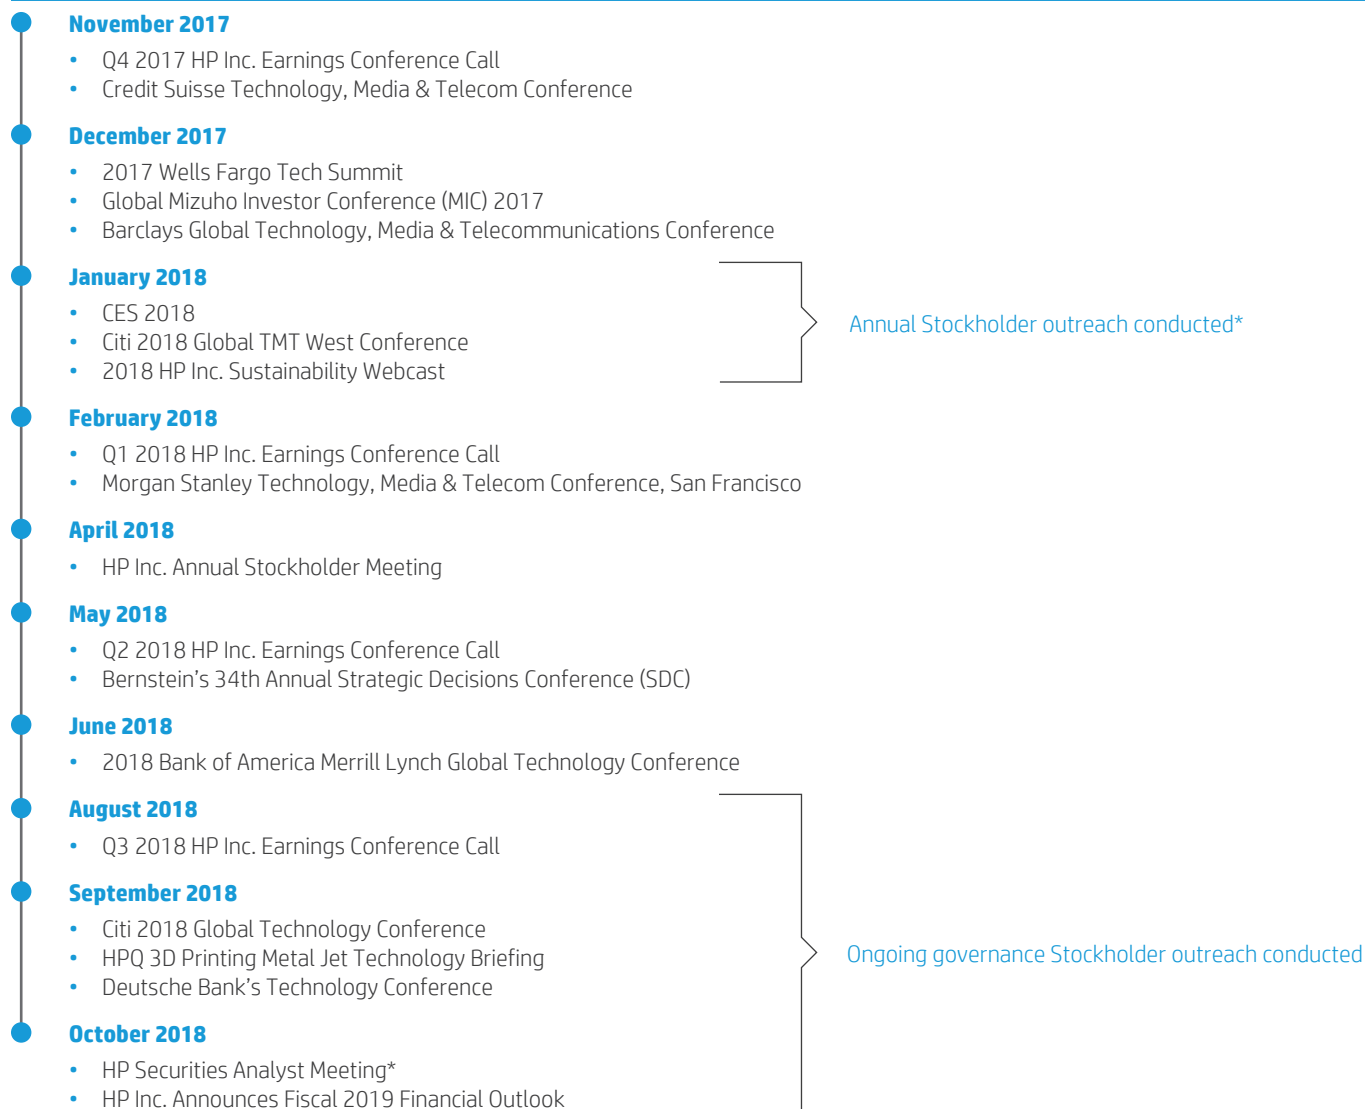 November 2017
• Q4 2017 HP Inc. Earnings Conference Call
• Credit Suisse Technology, Media & Telecom Conference
December 2017
• 2017 Wells Fargo Tech Summit
• Global Mizuho Investor Conference (MIC) 2017
• Barclays Global Technology, Media & Telecommunications Conference
January 2018
• CES 2018
• Citi 2018 Global TMT West Conference
• 2018 HP Inc. Sustainability Webcast
Annual Stockholder outreach conducted*
February 2018
• Q1 2018 HP Inc. Earnings Conference Call
• Morgan Stanley Technology, Media & Telecom Conference, San Francisco
April 2018
• HP Inc. Annual Stockholder Meeting
May 2018
• Q2 2018 HP Inc. Earnings Conference Call
• Bernstein’s 34th Annual Strategic Decisions Conference (SDC)
June 2018
• 2018 Bank of America Merrill Lynch Global Technology Conference
August 2018
• Q3 2018 HP Inc. Earnings Conference Call
September 2018
• Citi 2018 Global Technology Conference
• HPQ 3D Printing Metal Jet Technology Briefing
• Deutsche Bank’s Technology Conference
Ongoing governance Stockholder outreach conducted
October 2018
• HP Securities Analyst Meeting*
• HP Inc. Announces Fiscal 2019 Financial Outlook